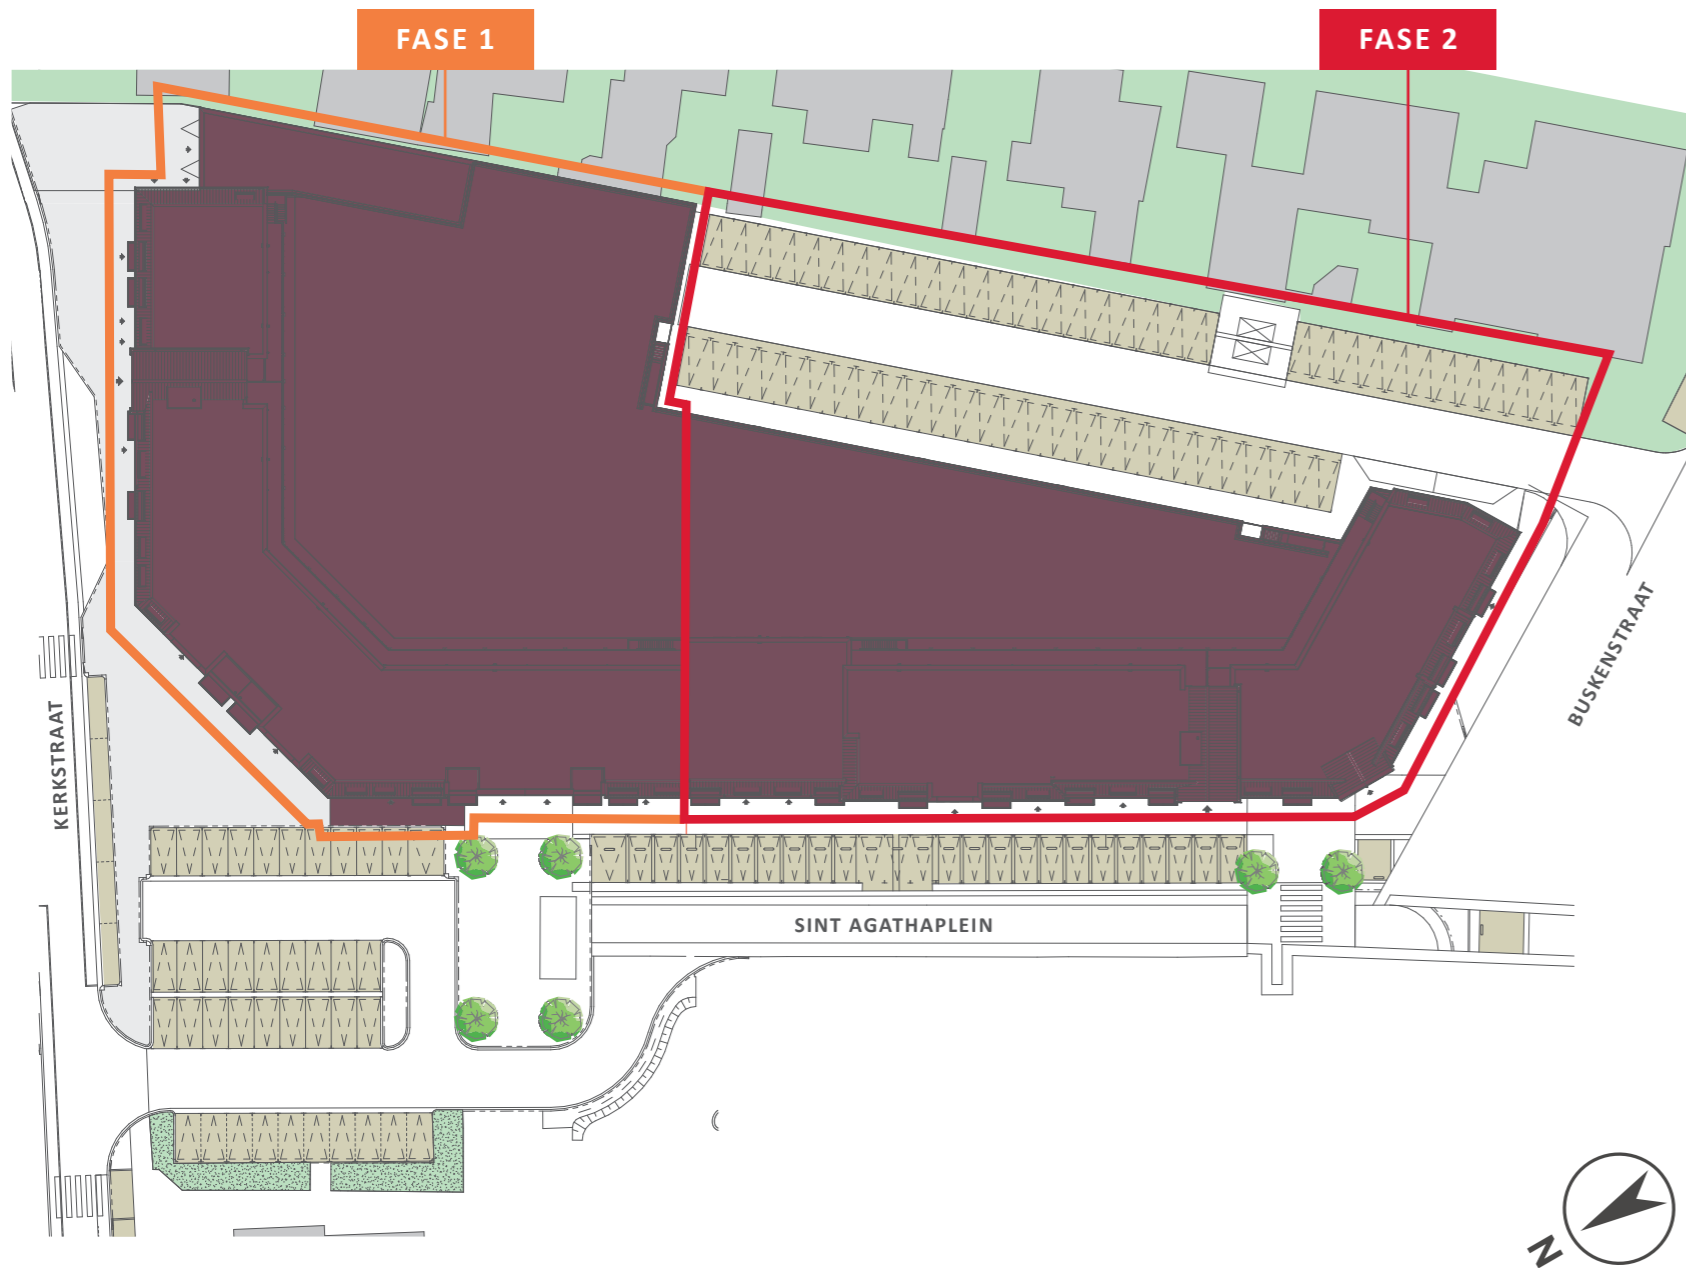 FASE 1
FASE 2
KERKSTRAAT
BUSKENSTRAAT
SINT AGATHAPLEIN
N